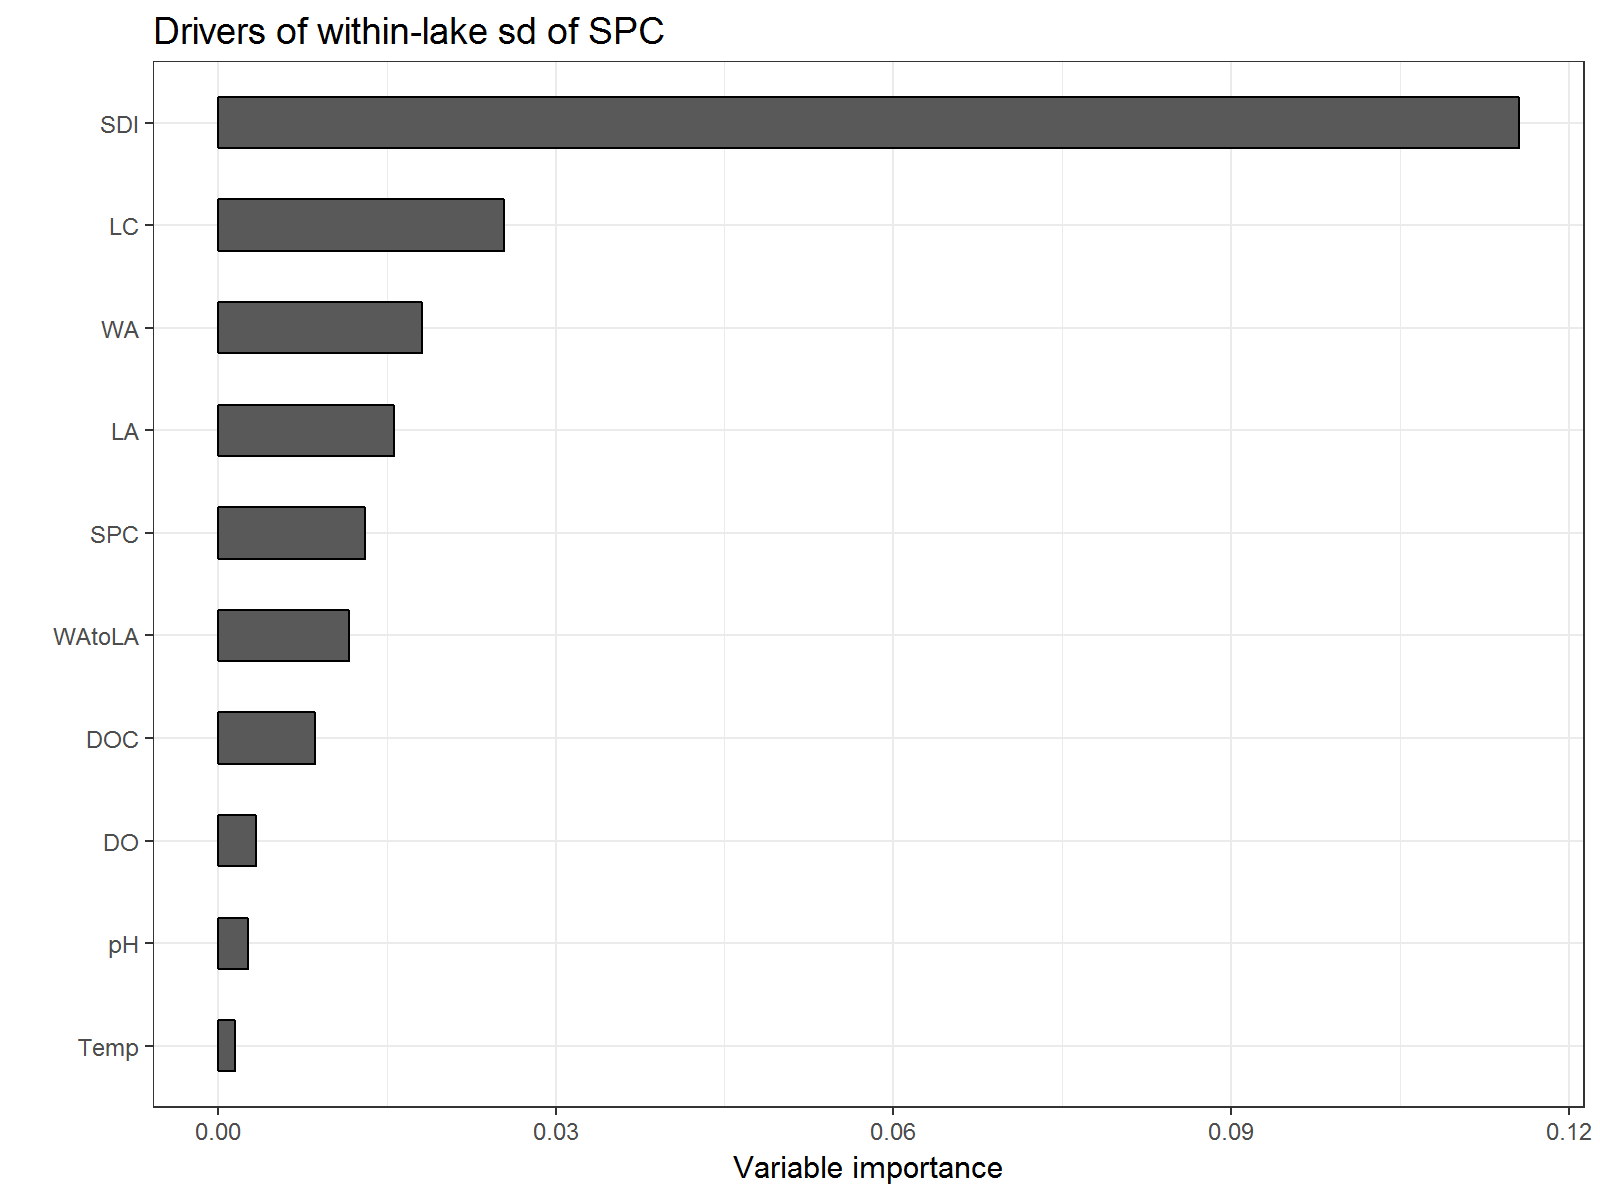 Drivers of within-lake sd of SPC
SDI
LC
WA
LA
SPC
WAtoLA
DOC
DO
pH
Temp
0.00 0.03 0.06 0.09 0.12
Variable importance